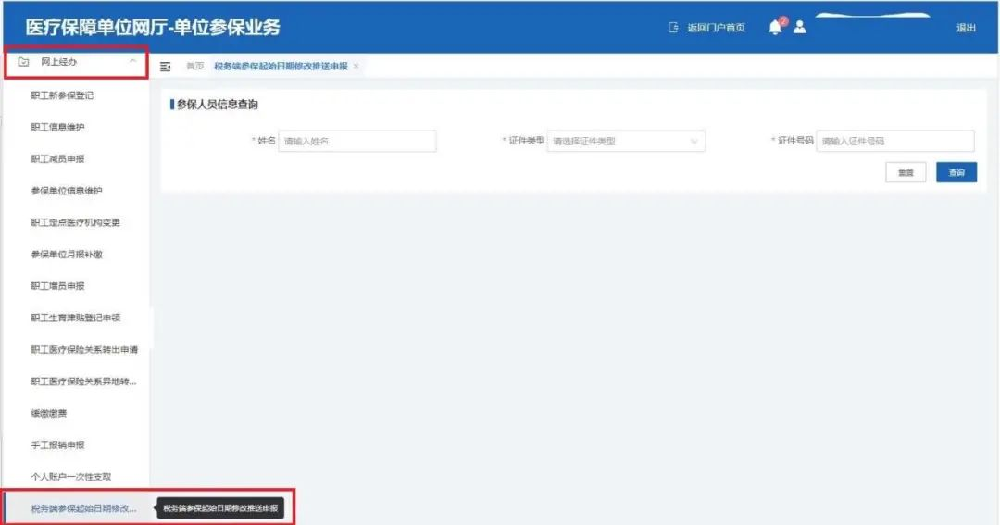 医疗保障单位网厅-单位参保业务
返回门户首页
2
退出
网上经办
首页
税务端参保起始日期修改推送申报 ×
职工新参保登记
职工信息维护
职工减员申报
参保单位信息维护
职工定点医疗机构变更
参保单位月报补缴
职工增员申报
职工生育津贴登记申领
职工医疗保险关系转出申请
职工医疗保险关系异地转...
缓缴缴费
手工报销申报
个人账户一次性支取
税务端参保起始日期修改...
税务端参保起始日期修改推送申报
参保人员信息查询
* 姓名 请输入姓名
* 证件类型 请选择证件类型
* 证件号码 请输入证件号码
重置
查询